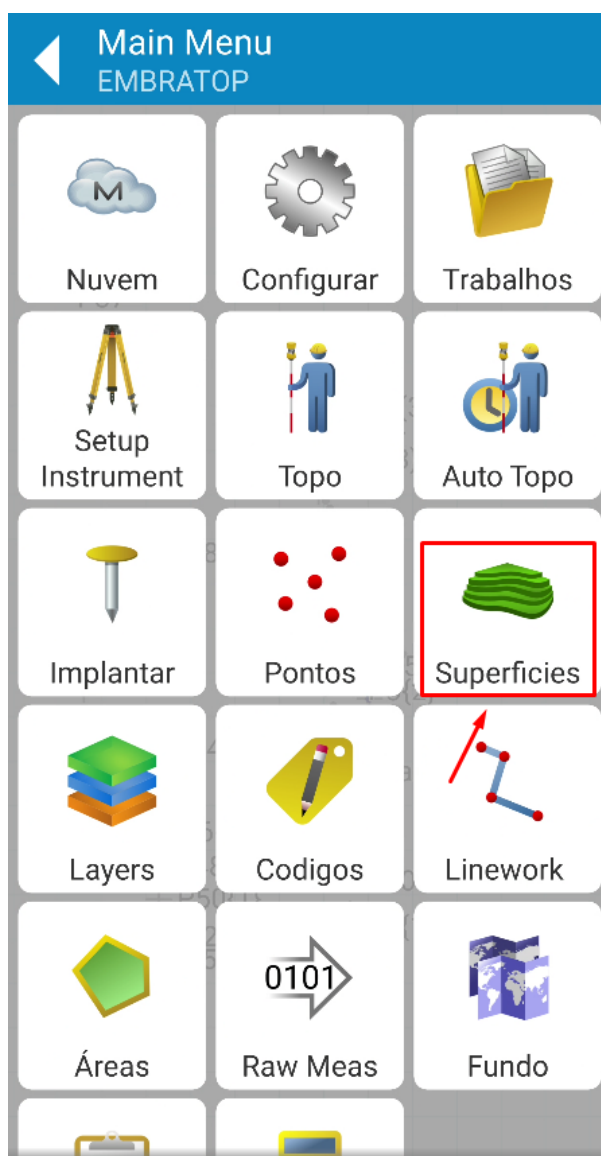 Main Menu
EMBRATOP
M
Nuvem
Configurar
Trabalhos
Setup
Instrument
Topo
Auto Topo
Implantar
Pontos
Superficies
Layers
Codigos
Linework
0101
Áreas
Raw Meas
Fundo